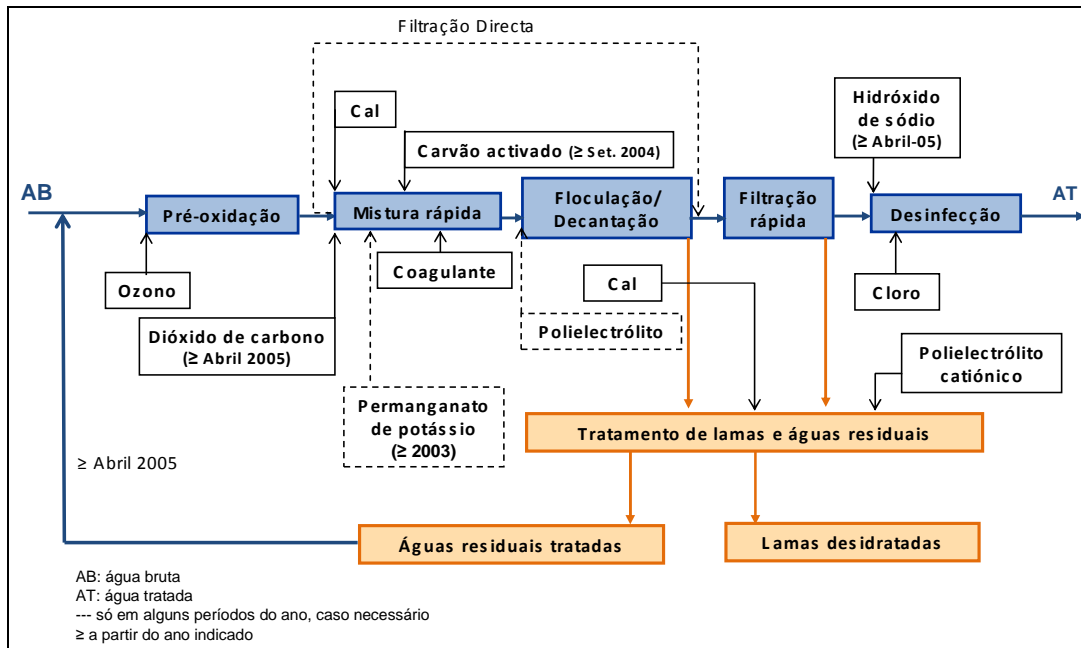 Filtração Directa
Cal
Hidróxido
de sódio
(≥ Abril-05)
Carvão activado (≥ Set. 2004)
AB
AT
Pré-oxidação
Mistura rápida
Floculação/
Decantação
Filtração
rápida
Desinfecção
Ozono
Coagulante
Cal
Cloro
Dióxido de carbono
(≥ Abril 2005)
Polielectrólito
Polielectrólito
catiónico
Permanganato
de potássio
(≥ 2003)
Tratamento de lamas e águas residuais
≥ Abril 2005
Águas residuais tratadas
Lamas desidratadas
AB: água bruta
AT: água tratada
--- só em alguns períodos do ano, caso necessário
≥ a partir do ano indicado